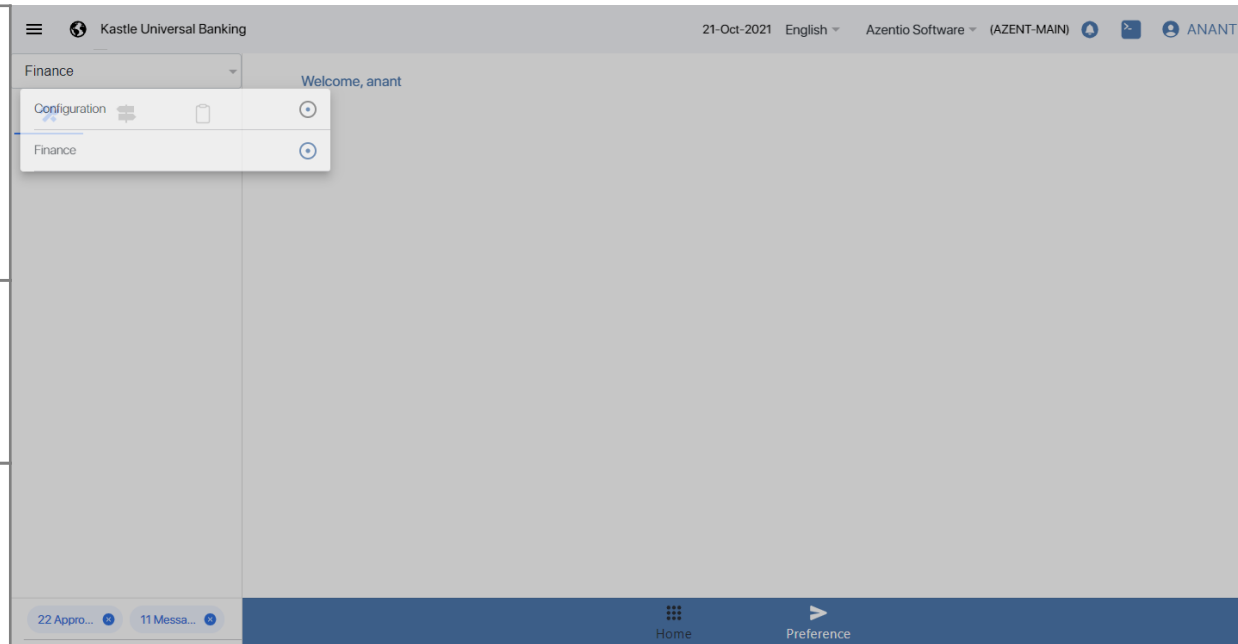 Kastle Universal Banking 21-Oct-2021 English Azentio Software (AZENT-MAIN) ANANT
Finance
Welcome, anant
Configuration
Finance
22 Appro... 11 Messa...
Home Preference